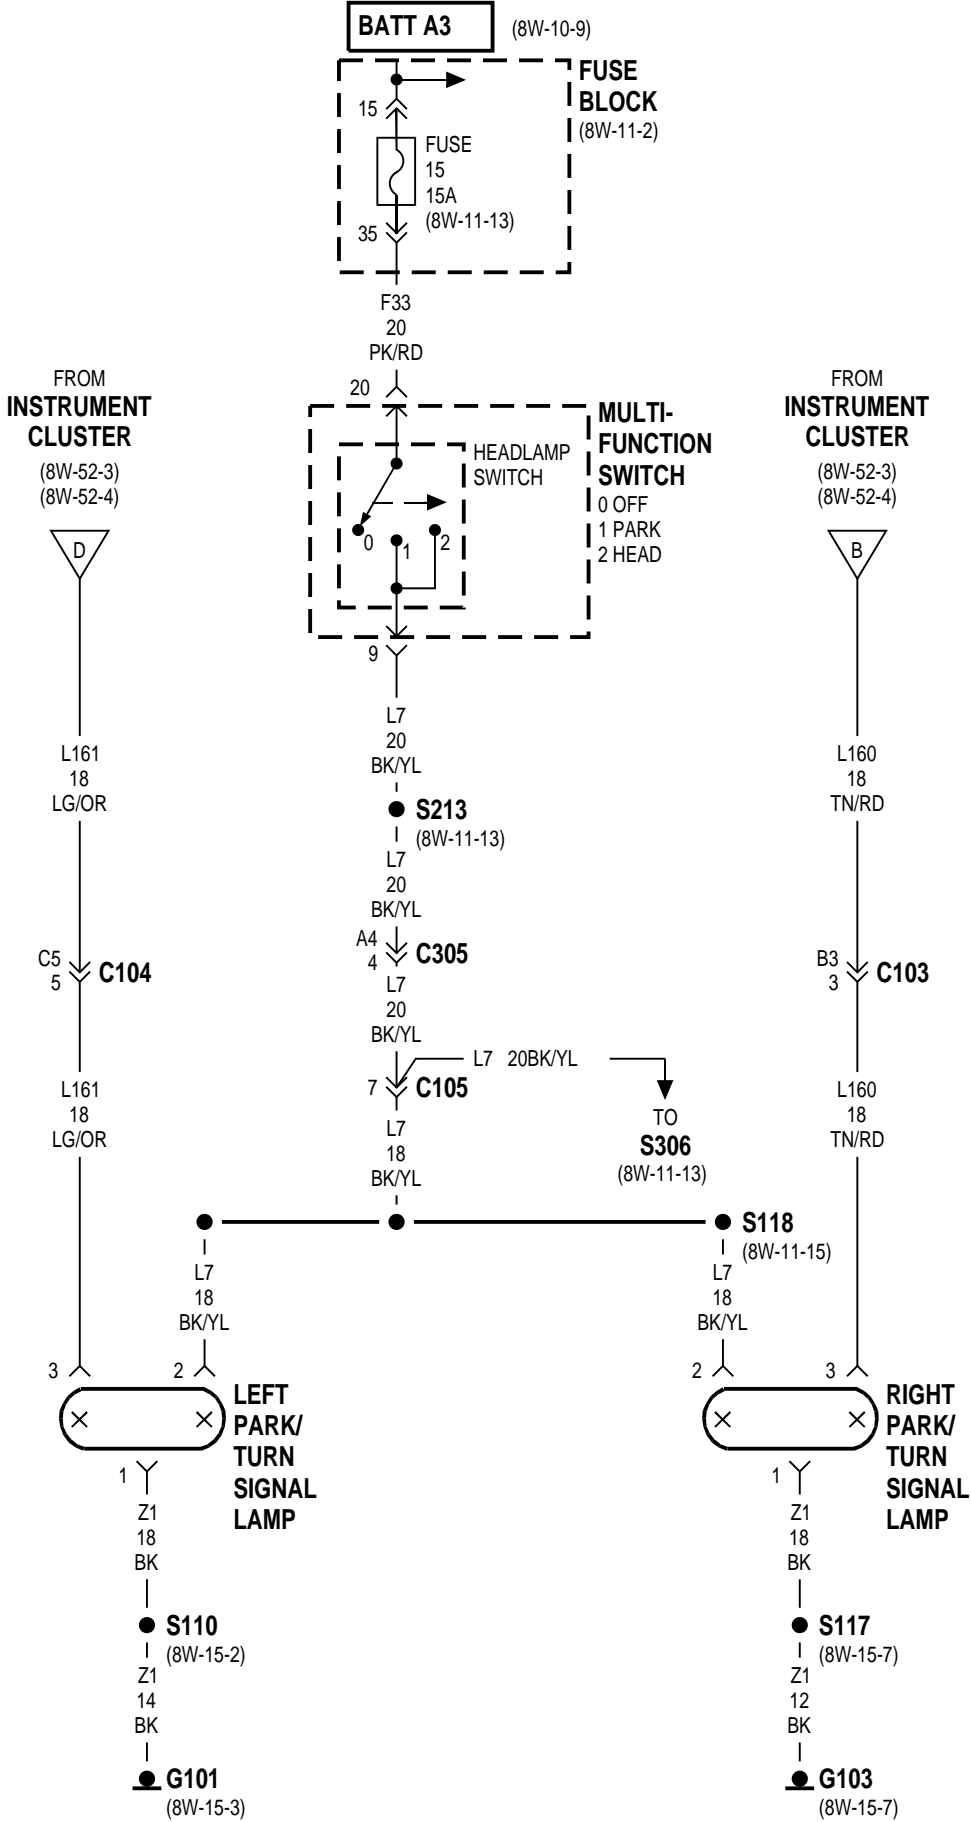 BATT A3
(8W-10-9)
FUSE
BLOCK
(8W-11-2)
15
FUSE
15
15A
(8W-11-13)
35
F33
20
PK/RD
20
FROM
INSTRUMENT
CLUSTER
(8W-52-3)
(8W-52-4)
D
MULTI-
FUNCTION
SWITCH
0 OFF
1 PARK
2 HEAD
HEADLAMP
SWITCH
0
1
2
9
FROM
INSTRUMENT
CLUSTER
(8W-52-3)
(8W-52-4)
B
L161
18
LG/OR
L7
20
BK/YL
L160
18
TN/RD
S213
(8W-11-13)
L7
20
BK/YL
C5
5
C104
A4
4
C305
B3
3
C103
L7
20
BK/YL
L7 20BK/YL
7
C105
TO
S306
(8W-11-13)
L161
18
LG/OR
L7
18
BK/YL
L160
18
TN/RD
S118
(8W-11-15)
L7
18
BK/YL
L7
18
BK/YL
3
2
2
3
LEFT
PARK/
TURN
SIGNAL
LAMP
RIGHT
PARK/
TURN
SIGNAL
LAMP
1
Z1
18
BK
1
Z1
18
BK
S110
(8W-15-2)
S117
(8W-15-7)
Z1
14
BK
Z1
12
BK
G101
(8W-15-3)
G103
(8W-15-7)